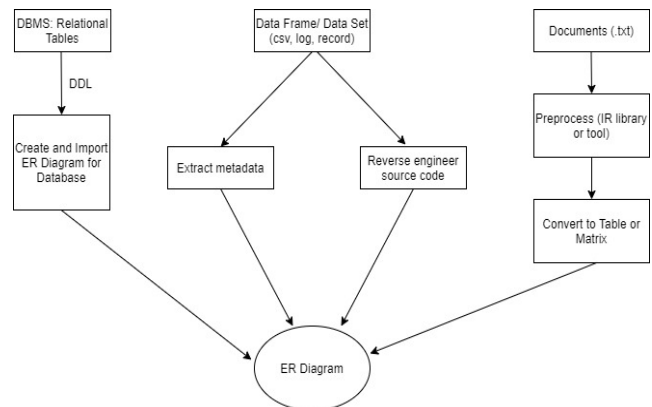 DBMS: Relational
Tables
Data Frame/ Data Set
(csv, log, record)
Documents (.txt)
DDL
Create and Import
ER Diagram for
Database
Extract metadata
Reverse engineer
source code
Preprocess (IR library
or tool)
Convert to Table or
Matrix
ER Diagram